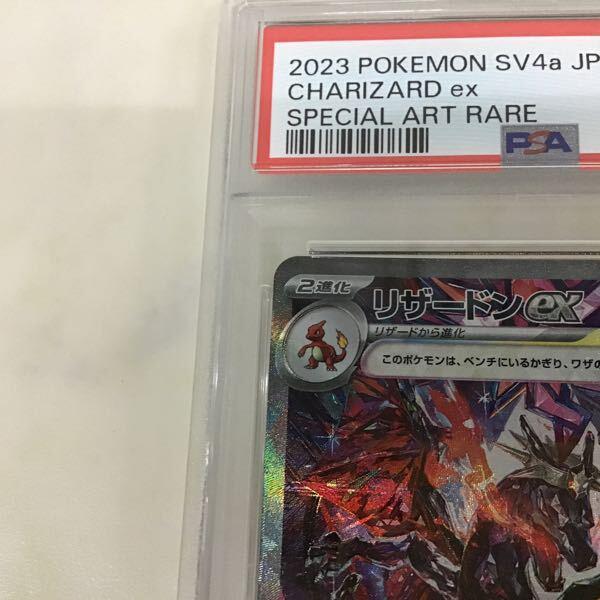 2023 POKEMON SV4a JP
CHARIZARD ex
SPECIAL ART RARE
PSA
2進化
リザードンex
リザードから進化
このポケモンは、ベンチにいるかぎり、ワザの